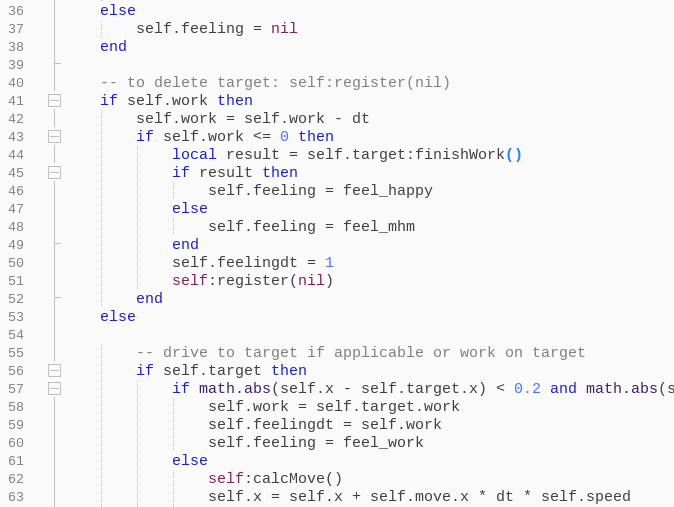 36 else
37 self.feeling = nil
38 end
39
40 -- to delete target: self:register(nil)
41 if self.work then
42 self.work = self.work - dt
43 if self.work <= 0 then
44 local result = self.target:finishWork()
45 if result then
46 self.feeling = feel_happy
47 else
48 self.feeling = feel_mhm
49 end
50 self.feelingdt = 1
51 self:register(nil)
52 end
53 else
54
55 -- drive to target if applicable or work on target
56 if self.target then
57 if math.abs(self.x - self.target.x) < 0.2 and math.abs(s
58 self.work = self.target.work
59 self.feelingdt = self.work
60 self.feeling = feel_work
61 else
62 self:calcMove()
63 self.x = self.x + self.move.x * dt * self.speed